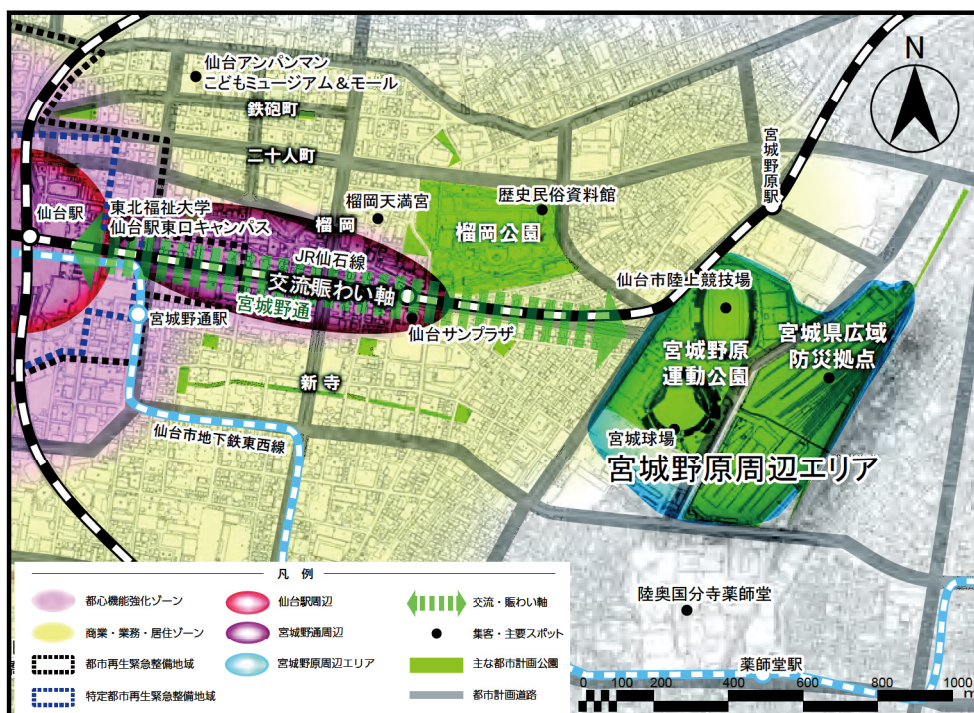 仙台アンパンマン
こどもミュージアム&モール
N
鉄砲町
二十人町
宮城野原駅
歴史民俗資料館
榴岡天満宮
榴岡公園
東北福祉大学
仙台駅東口キャンパス
仙台駅
榴岡
JR仙石線
交流賑わい軸
宮城野通
仙台市陸上競技場
宮城野通駅
仙台サンプラザ
宮城野原
運動公園
宮城県広域
防災拠点
新寺
仙台市地下鉄東西線
宮城球場
宮城野原周辺エリア
陸奥国分寺薬師堂
薬師堂駅
凡例
都心機能強化ゾーン
仙台駅周辺
交流・賑わい軸
商業・業務・居住ゾーン
宮城野通周辺
集客・主要スポット
都市再生緊急整備地域
宮城野原周辺エリア
主な都市計画公園
特定都市再生緊急整備地域
都市計画道路
0 100 200 400 600 800 1000
m